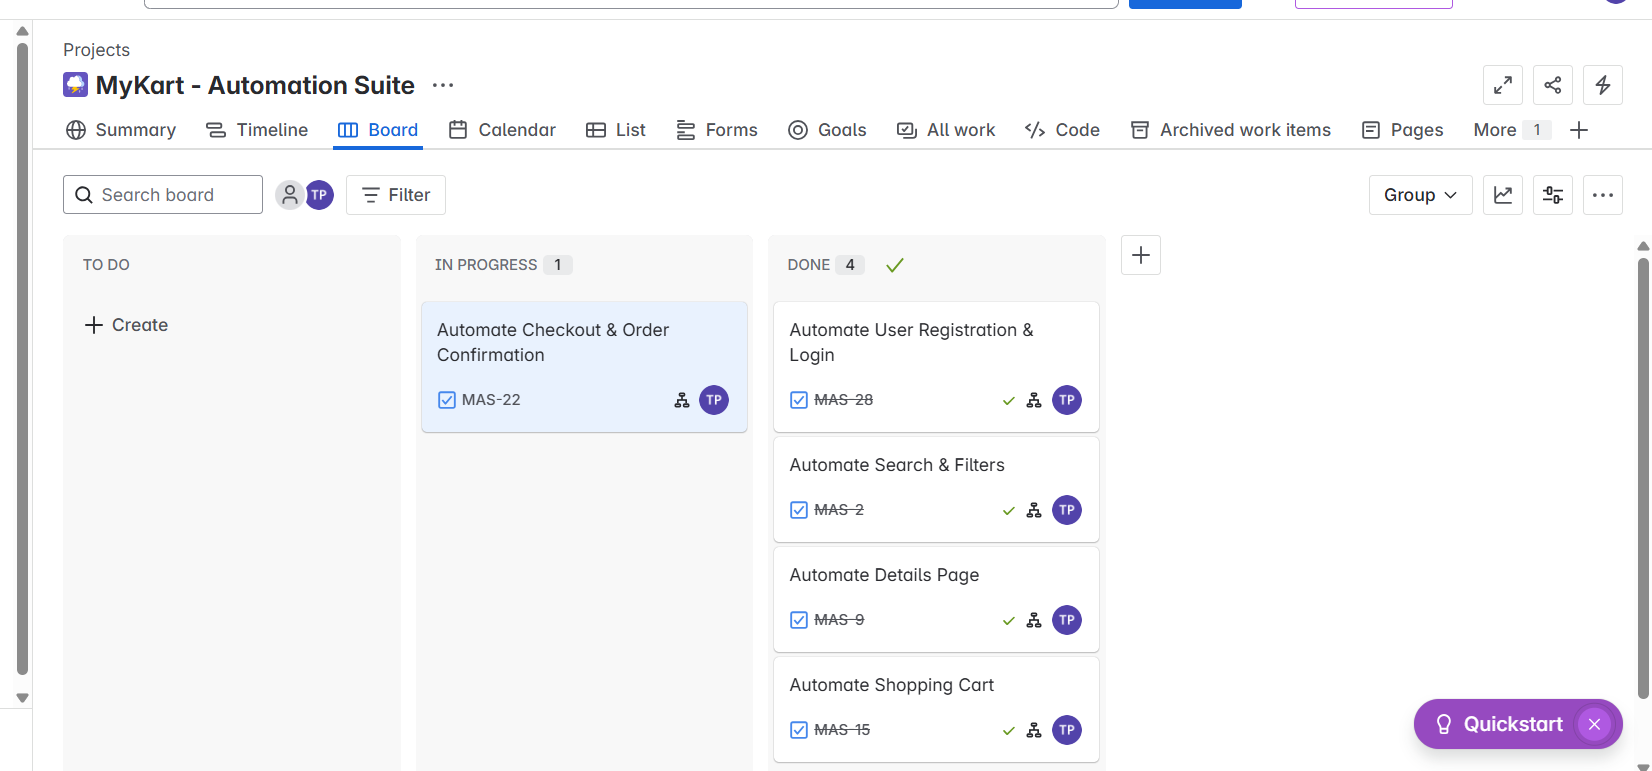 Projects
MyKart - Automation Suite
Summary Timeline Board Calendar List Forms Goals All work Code Archived work items Pages More 1
Search board TP Filter Group
TO DO
Create
IN PROGRESS 1
Automate Checkout & Order
Confirmation
MAS-22 TP
DONE 4
Automate User Registration &
Login
MAS-28 TP
Automate Search & Filters
MAS-2 TP
Automate Details Page
MAS-9 TP
Automate Shopping Cart
MAS-15 TP
Quickstart